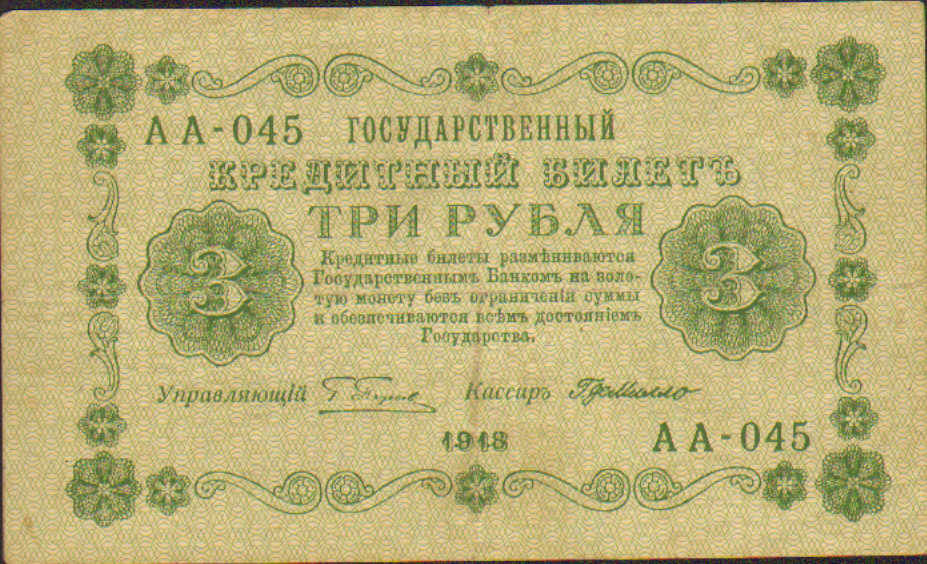 АА-045 ГОСУДАРСТВЕННЫЙ
КРЕДИТНЫЙ БИЛЕТЪ
ТРИ РУБЛЯ
3 3
Кредитные билеты размѣниваются
Государственнымъ Банкомъ на золо-
тую монету безъ ограниченія суммы
и обезпечиваются всѣмъ достояніемъ
Государства.
Управляющій Кассиръ
1918
АА-045